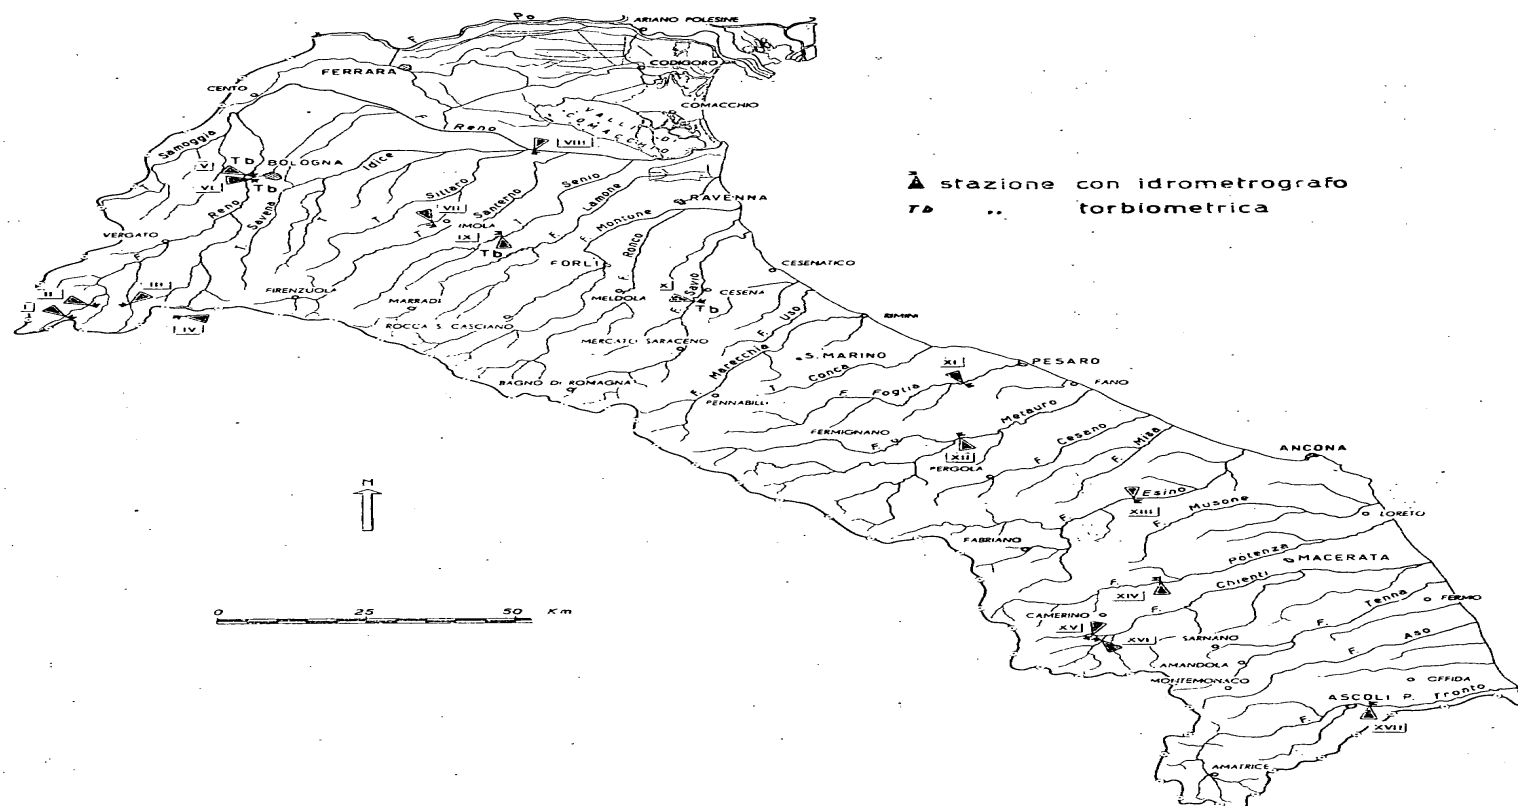 Po
F.
ARIANO POLESINE
CODIGORO
FERRARA
CENTO
COMACCHIO
VALLI DI
COMACCHIO
F. Reno
VIII
Samoggia
V
Tb
BOLOGNA
Idice
VI
Tb
Reno
T. Savena
Sillaro
VII
Santerno
Senio
Lamone
RAVENNA
F. Montone
VERGATO
IMOLA
IX
Tb
FORLÌ
F. Ronco
F. Savio
CESENATICO
stazione con idrometrografo
Tb " torbiometrica
I
II
III
IV
FIRENZUOLA
MARRADI
MELDOLA
X
CESENA
Tb
ROCCA S. CASCIANO
F. Uso
RIMINI
MERCATO SARACENO
F. Marecchia
S. MARINO
T. Conca
BAGNO DI ROMAGNA
PENNABILLI
XI
PESARO
F. Foglia
FANO
FERMIGNANO
F. Metauro
XII
PERGOLA
F. Cesano
F. Misa
ANCONA
N
F. Esino
XIII
F. Musone
LORETO
FABRIANO
Potenza
MACERATA
F. Chienti
XIV
CAMERINO
XV
XVI
SARNANO
F. Tenna
FERMO
F. Aso
AMANDOLA
MONTEMONACO
OFFIDA
ASCOLI P.
F. Tronto
XVII
AMATRICE
0 25 50 Km